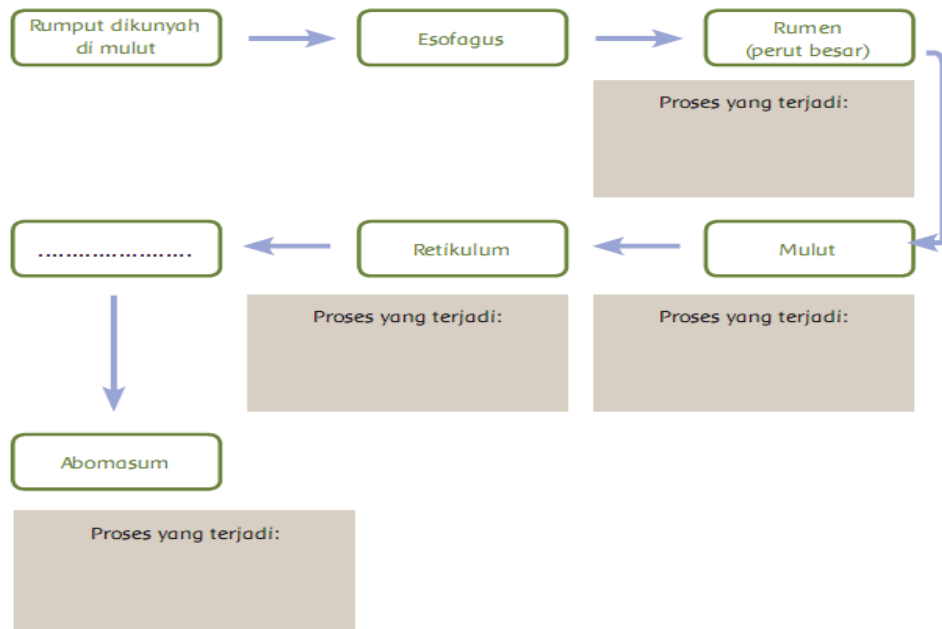 Rumput dikunyah
di mulut
Esofagus
Rumen
(perut besar)
Proses yang terjadi:
Mulut
Retikulum
......................
Proses yang terjadi:
Proses yang terjadi:
Abomasum
Proses yang terjadi: